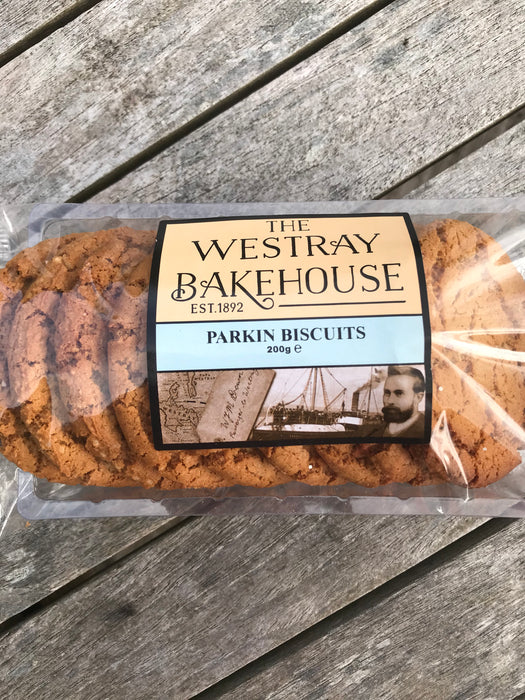 THE
WESTRAY
BAKEHOUSE
EST.1892
PARKIN BISCUITS
200g e